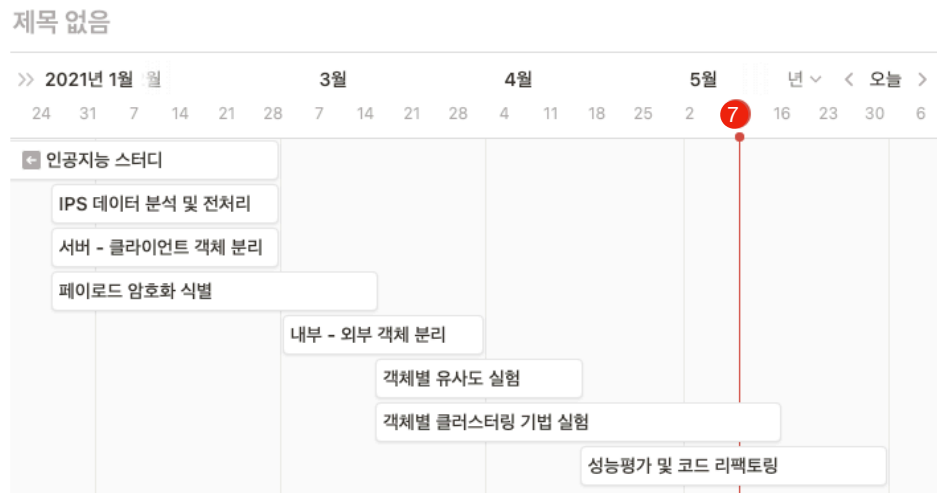 제목 없음
2021년 1월 월 3월 4월 5월 년 오늘
24 31 7 14 21 28 7 14 21 28 4 11 18 25 2 7 16 23 30 6
인공지능 스터디
IPS 데이터 분석 및 전처리
서버 - 클라이언트 객체 분리
페이로드 암호화 식별
내부 - 외부 객체 분리
객체별 유사도 실험
객체별 클러스터링 기법 실험
성능평가 및 코드 리팩토링